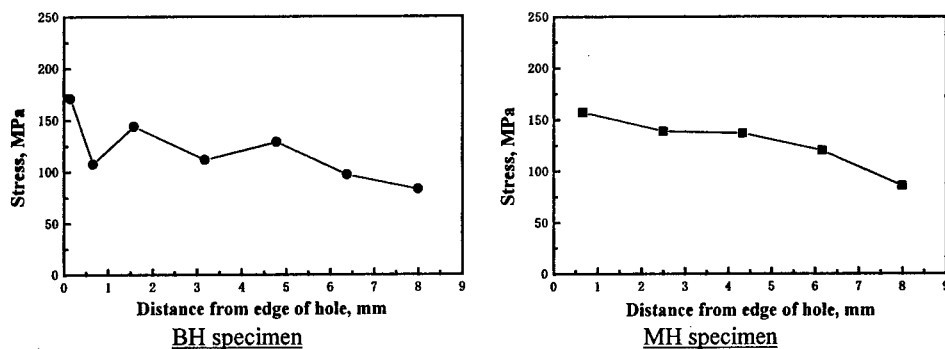 250
200
150
100
50
0
Stress, MPa
0 1 2 3 4 5 6 7 8 9
Distance from edge of hole, mm
BH specimen
250
200
150
100
50
0
Stress, MPa
0 1 2 3 4 5 6 7 8 9
Distance from edge of hole, mm
MH specimen